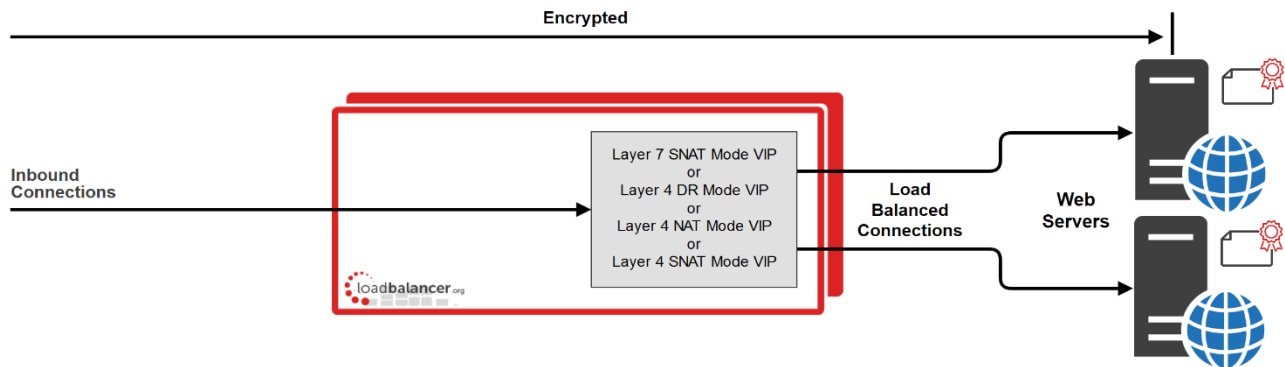 Encrypted
Inbound
Connections
Layer 7 SNAT Mode VIP
or
Layer 4 DR Mode VIP
or
Layer 4 NAT Mode VIP
or
Layer 4 SNAT Mode VIP
Load
Balanced
Connections
Web
Servers
loadbalancer.org